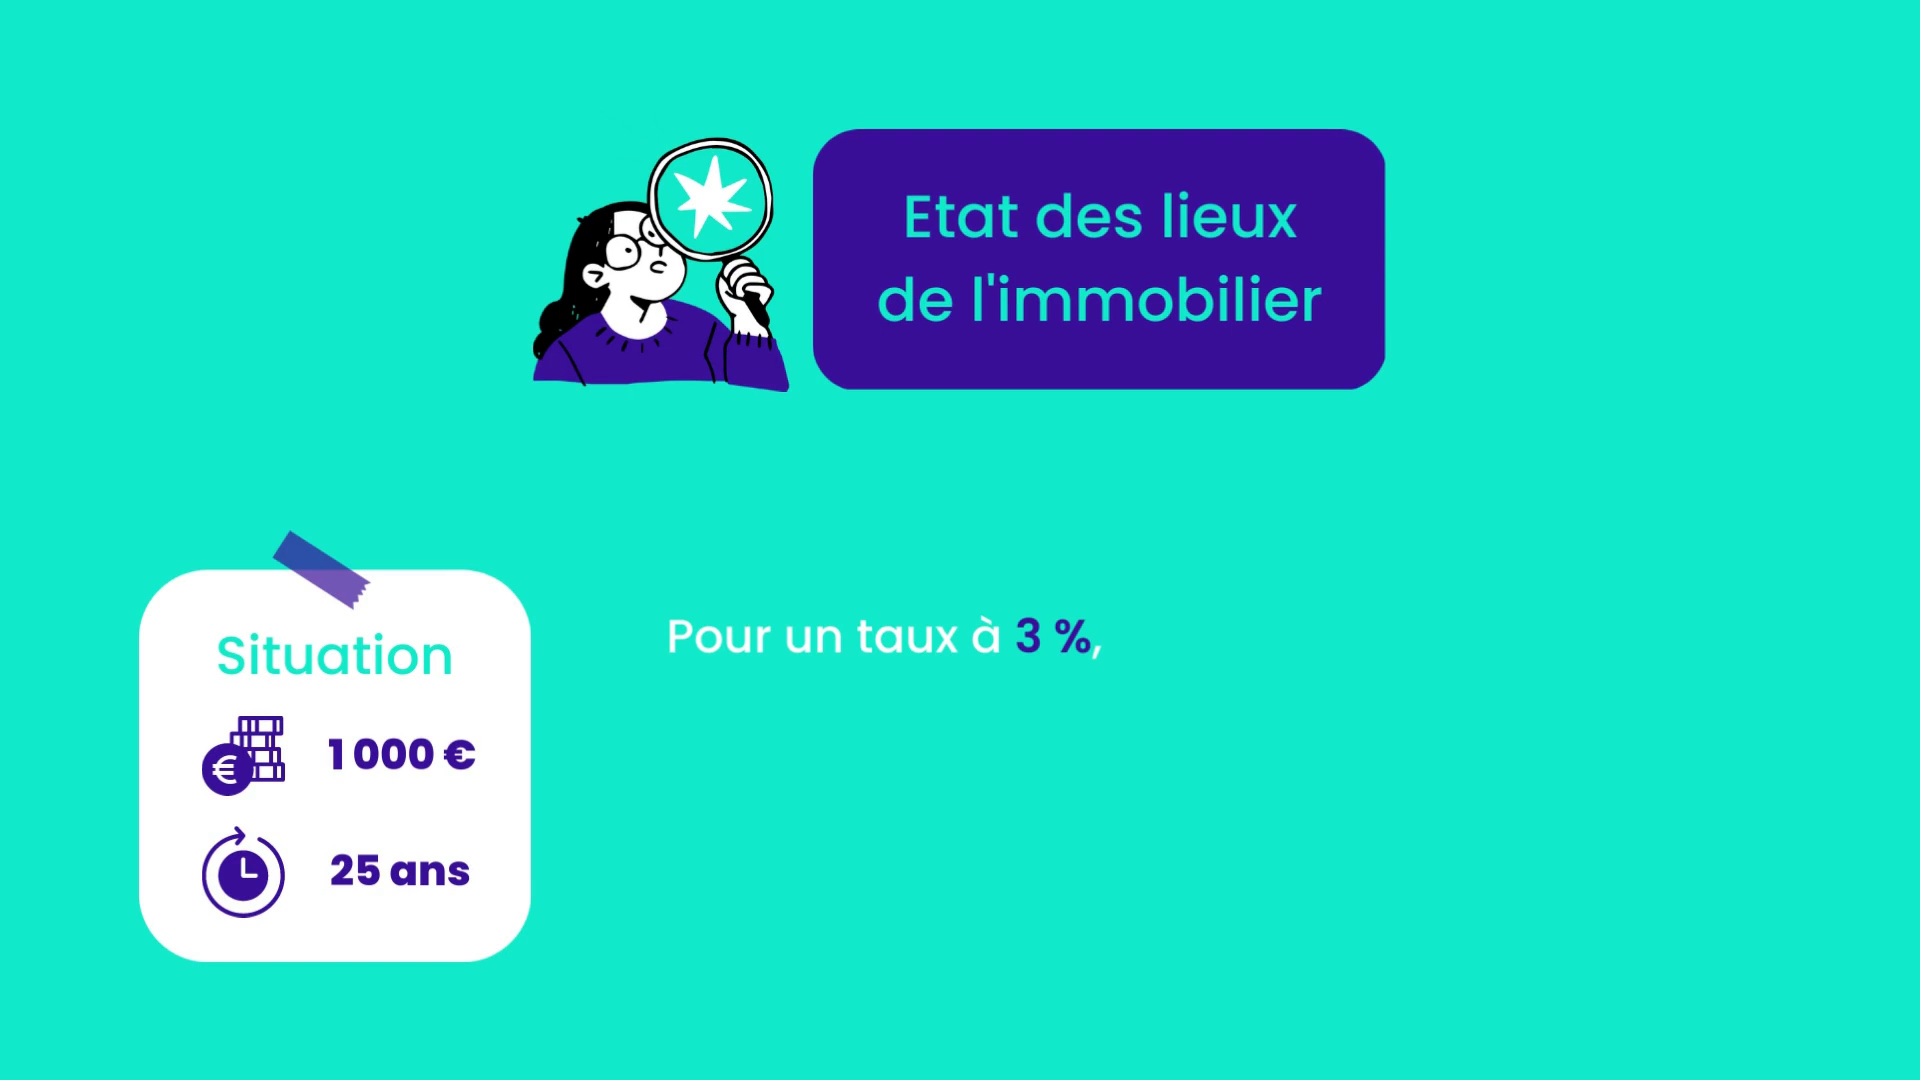 Etat des lieux
de l'immobilier
Situation
1 000 €
25 ans
Pour un taux à 3 %,